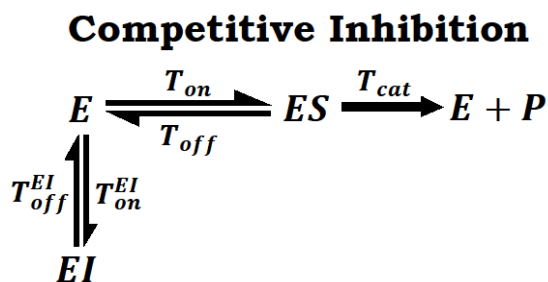 Competitive Inhibition
T_on
E ES T_cat E + P
T_off
T_off^EI T_on^EI
EI